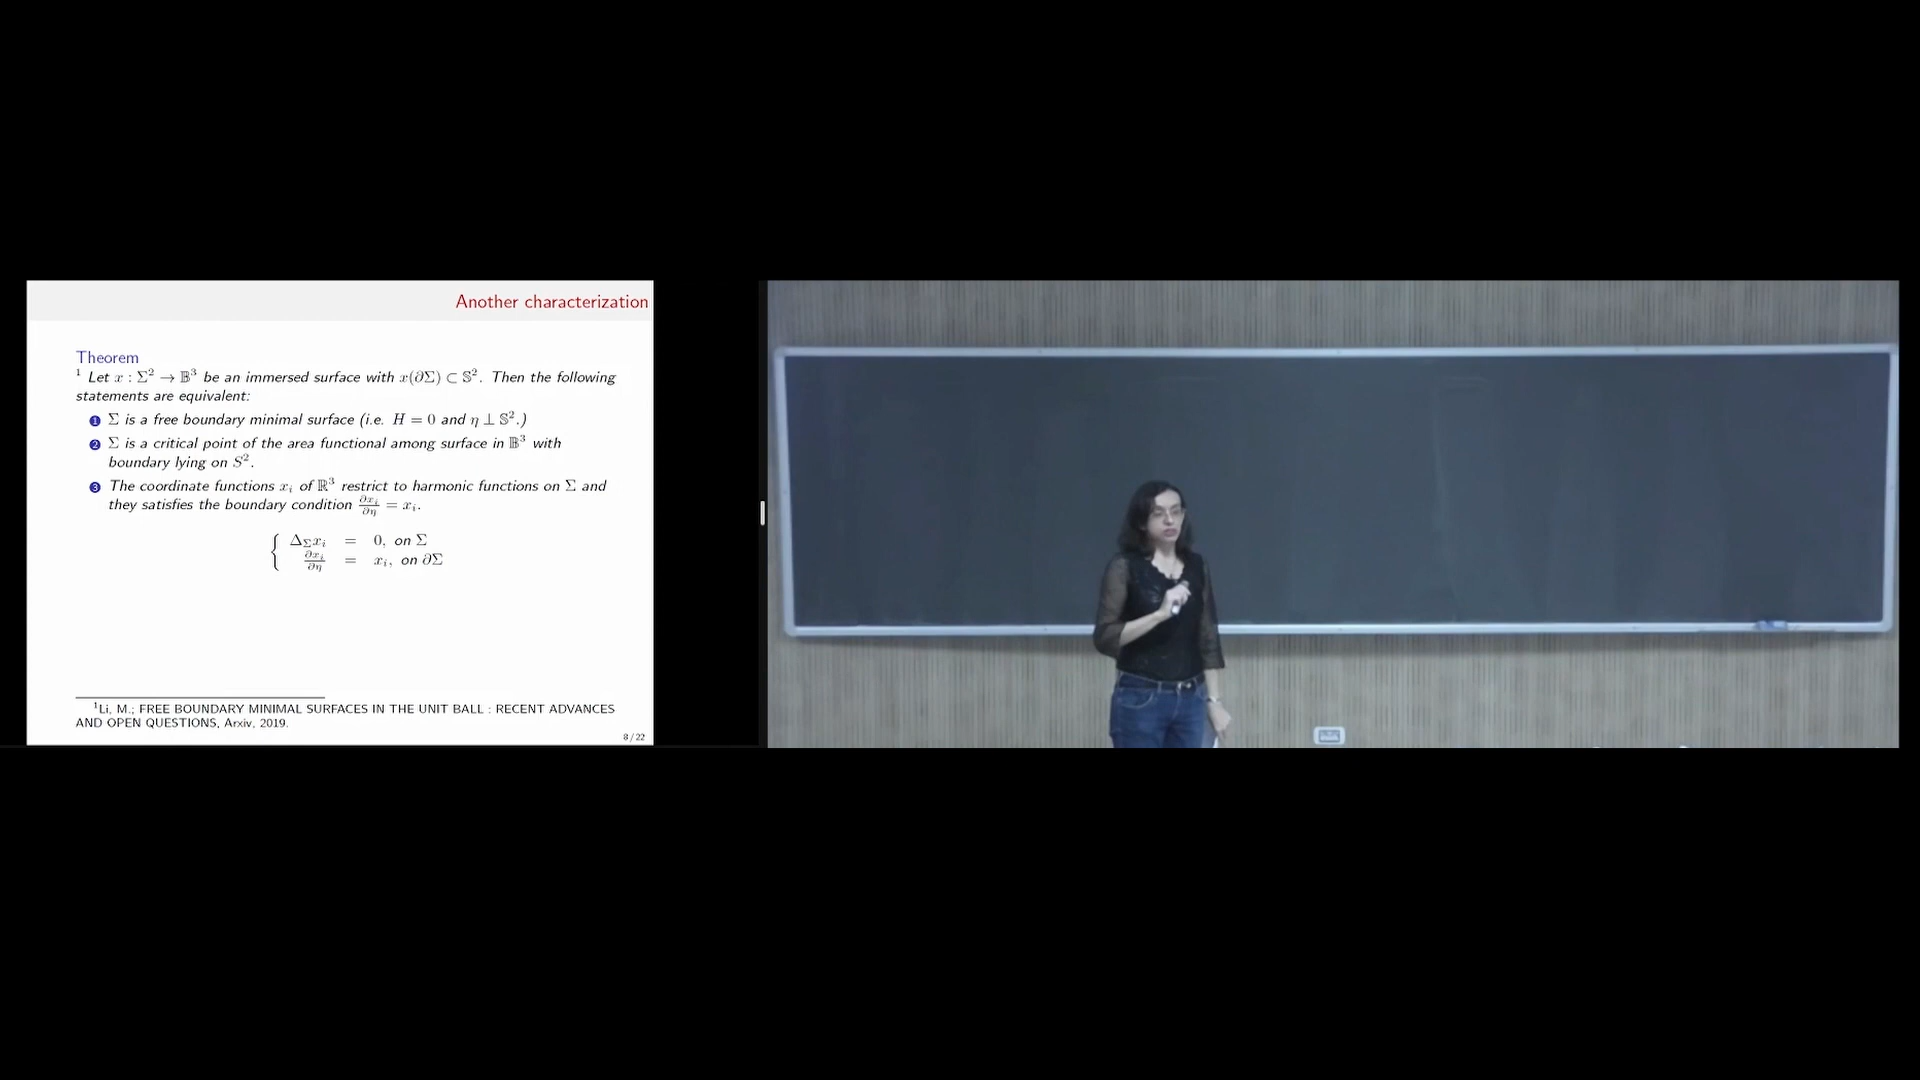 Another characterization
Theorem
¹ Let x : Σ² → 𝔹³ be an immersed surface with x(∂Σ) ⊂ 𝕊². Then the following
statements are equivalent:
1 Σ is a free boundary minimal surface (i.e. H = 0 and η ⊥ 𝕊².)
2 Σ is a critical point of the area functional among surface in 𝔹³ with
boundary lying on S².
3 The coordinate functions xᵢ of ℝ³ restrict to harmonic functions on Σ and
they satisfies the boundary condition ∂xᵢ/∂η = xᵢ.
{ Δ_Σ xᵢ = 0, on Σ
∂xᵢ/∂η = xᵢ, on ∂Σ
¹Li, M.; FREE BOUNDARY MINIMAL SURFACES IN THE UNIT BALL : RECENT ADVANCES
AND OPEN QUESTIONS, Arxiv, 2019.
8 / 22